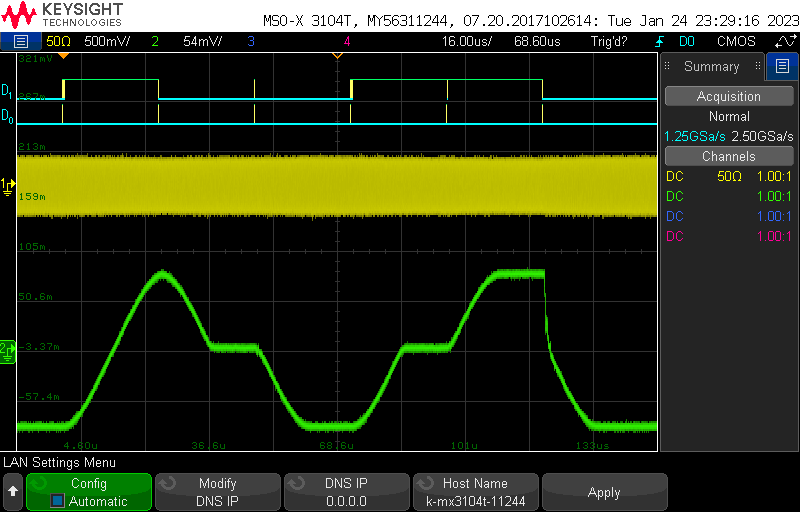 KEYSIGHT
TECHNOLOGIES
MSO-X 3104T, MY56311244, 07.20.2017102614: Tue Jan 24 23:29:16 2023
50Ω 500mV/ 2 54mV/ 3 4 16.00us/ 68.60us Trig'd? D0 CMOS
321mV
Summary
D1
267m
D0
Acquisition
Normal
1.25GSa/s 2.50GSa/s
213m
Channels
1
DC 50Ω 1.00:1
159m
DC 1.00:1
DC 1.00:1
DC 1.00:1
105m
50.6m
2
-3.37m
-57.4m
4.60u 36.6u 68.6u 101u 133us
LAN Settings Menu
Config
Automatic
Modify
DNS IP
DNS IP
0.0.0.0
Host Name
k-mx3104t-11244
Apply